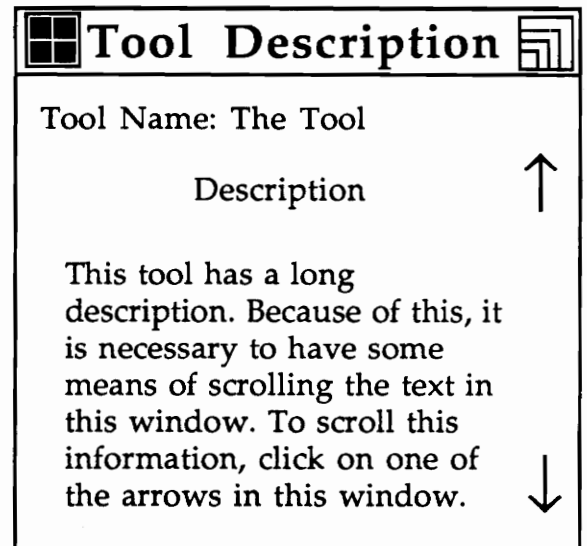 Tool Description
Tool Name: The Tool
Description
This tool has a long
description. Because of this, it
is necessary to have some
means of scrolling the text in
this window. To scroll this
information, click on one of
the arrows in this window.